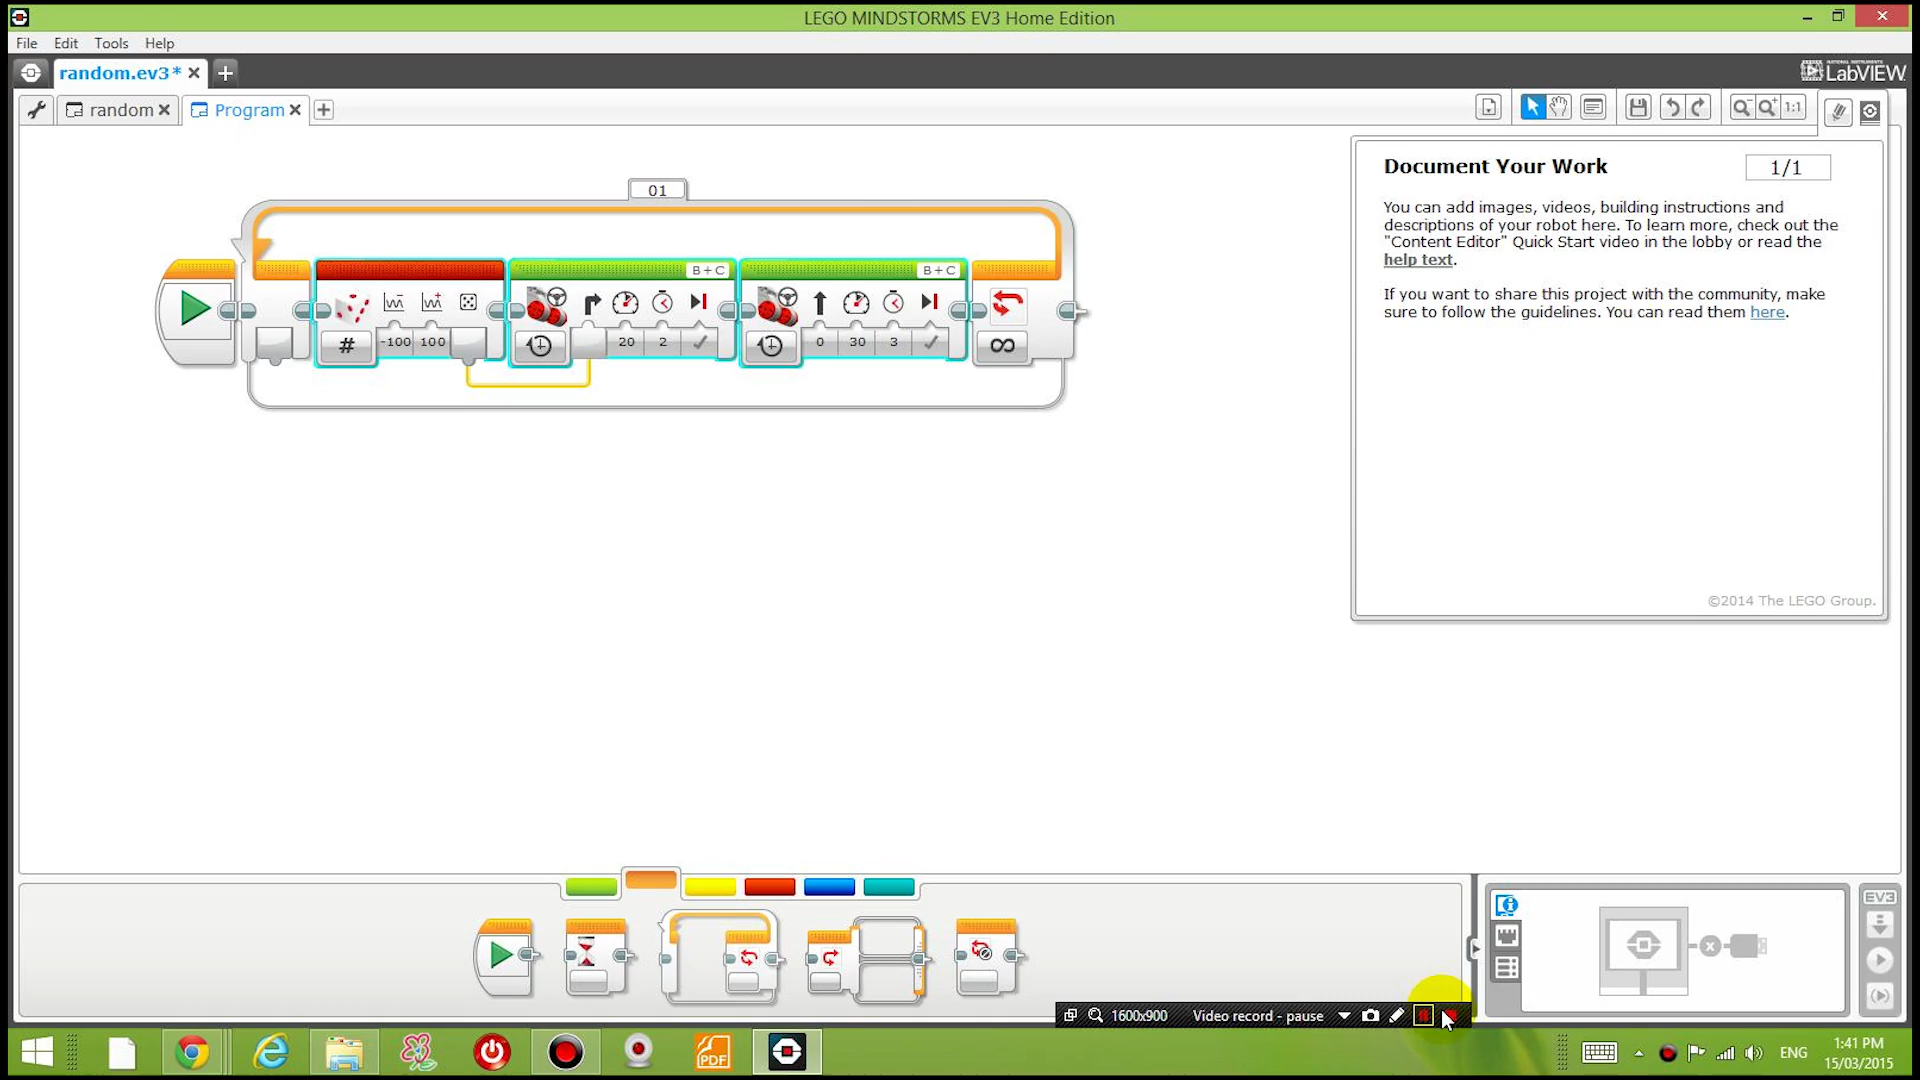 LEGO MINDSTORMS EV3 Home Edition
File Edit Tools Help
random.ev3*
NATIONAL INSTRUMENTS
LabVIEW
random Program
1:1
Document Your Work 1/1
You can add images, videos, building instructions and
descriptions of your robot here. To learn more, check out the
"Content Editor" Quick Start video in the lobby or read the
help text.
If you want to share this project with the community, make
sure to follow the guidelines. You can read them here.
©2014 The LEGO Group.
01
B+C B+C
# -100 100 20 2 0 30 3 ∞
EV3
1600x900 Video record - pause
PDF
ENG
1:41 PM
15/03/2015